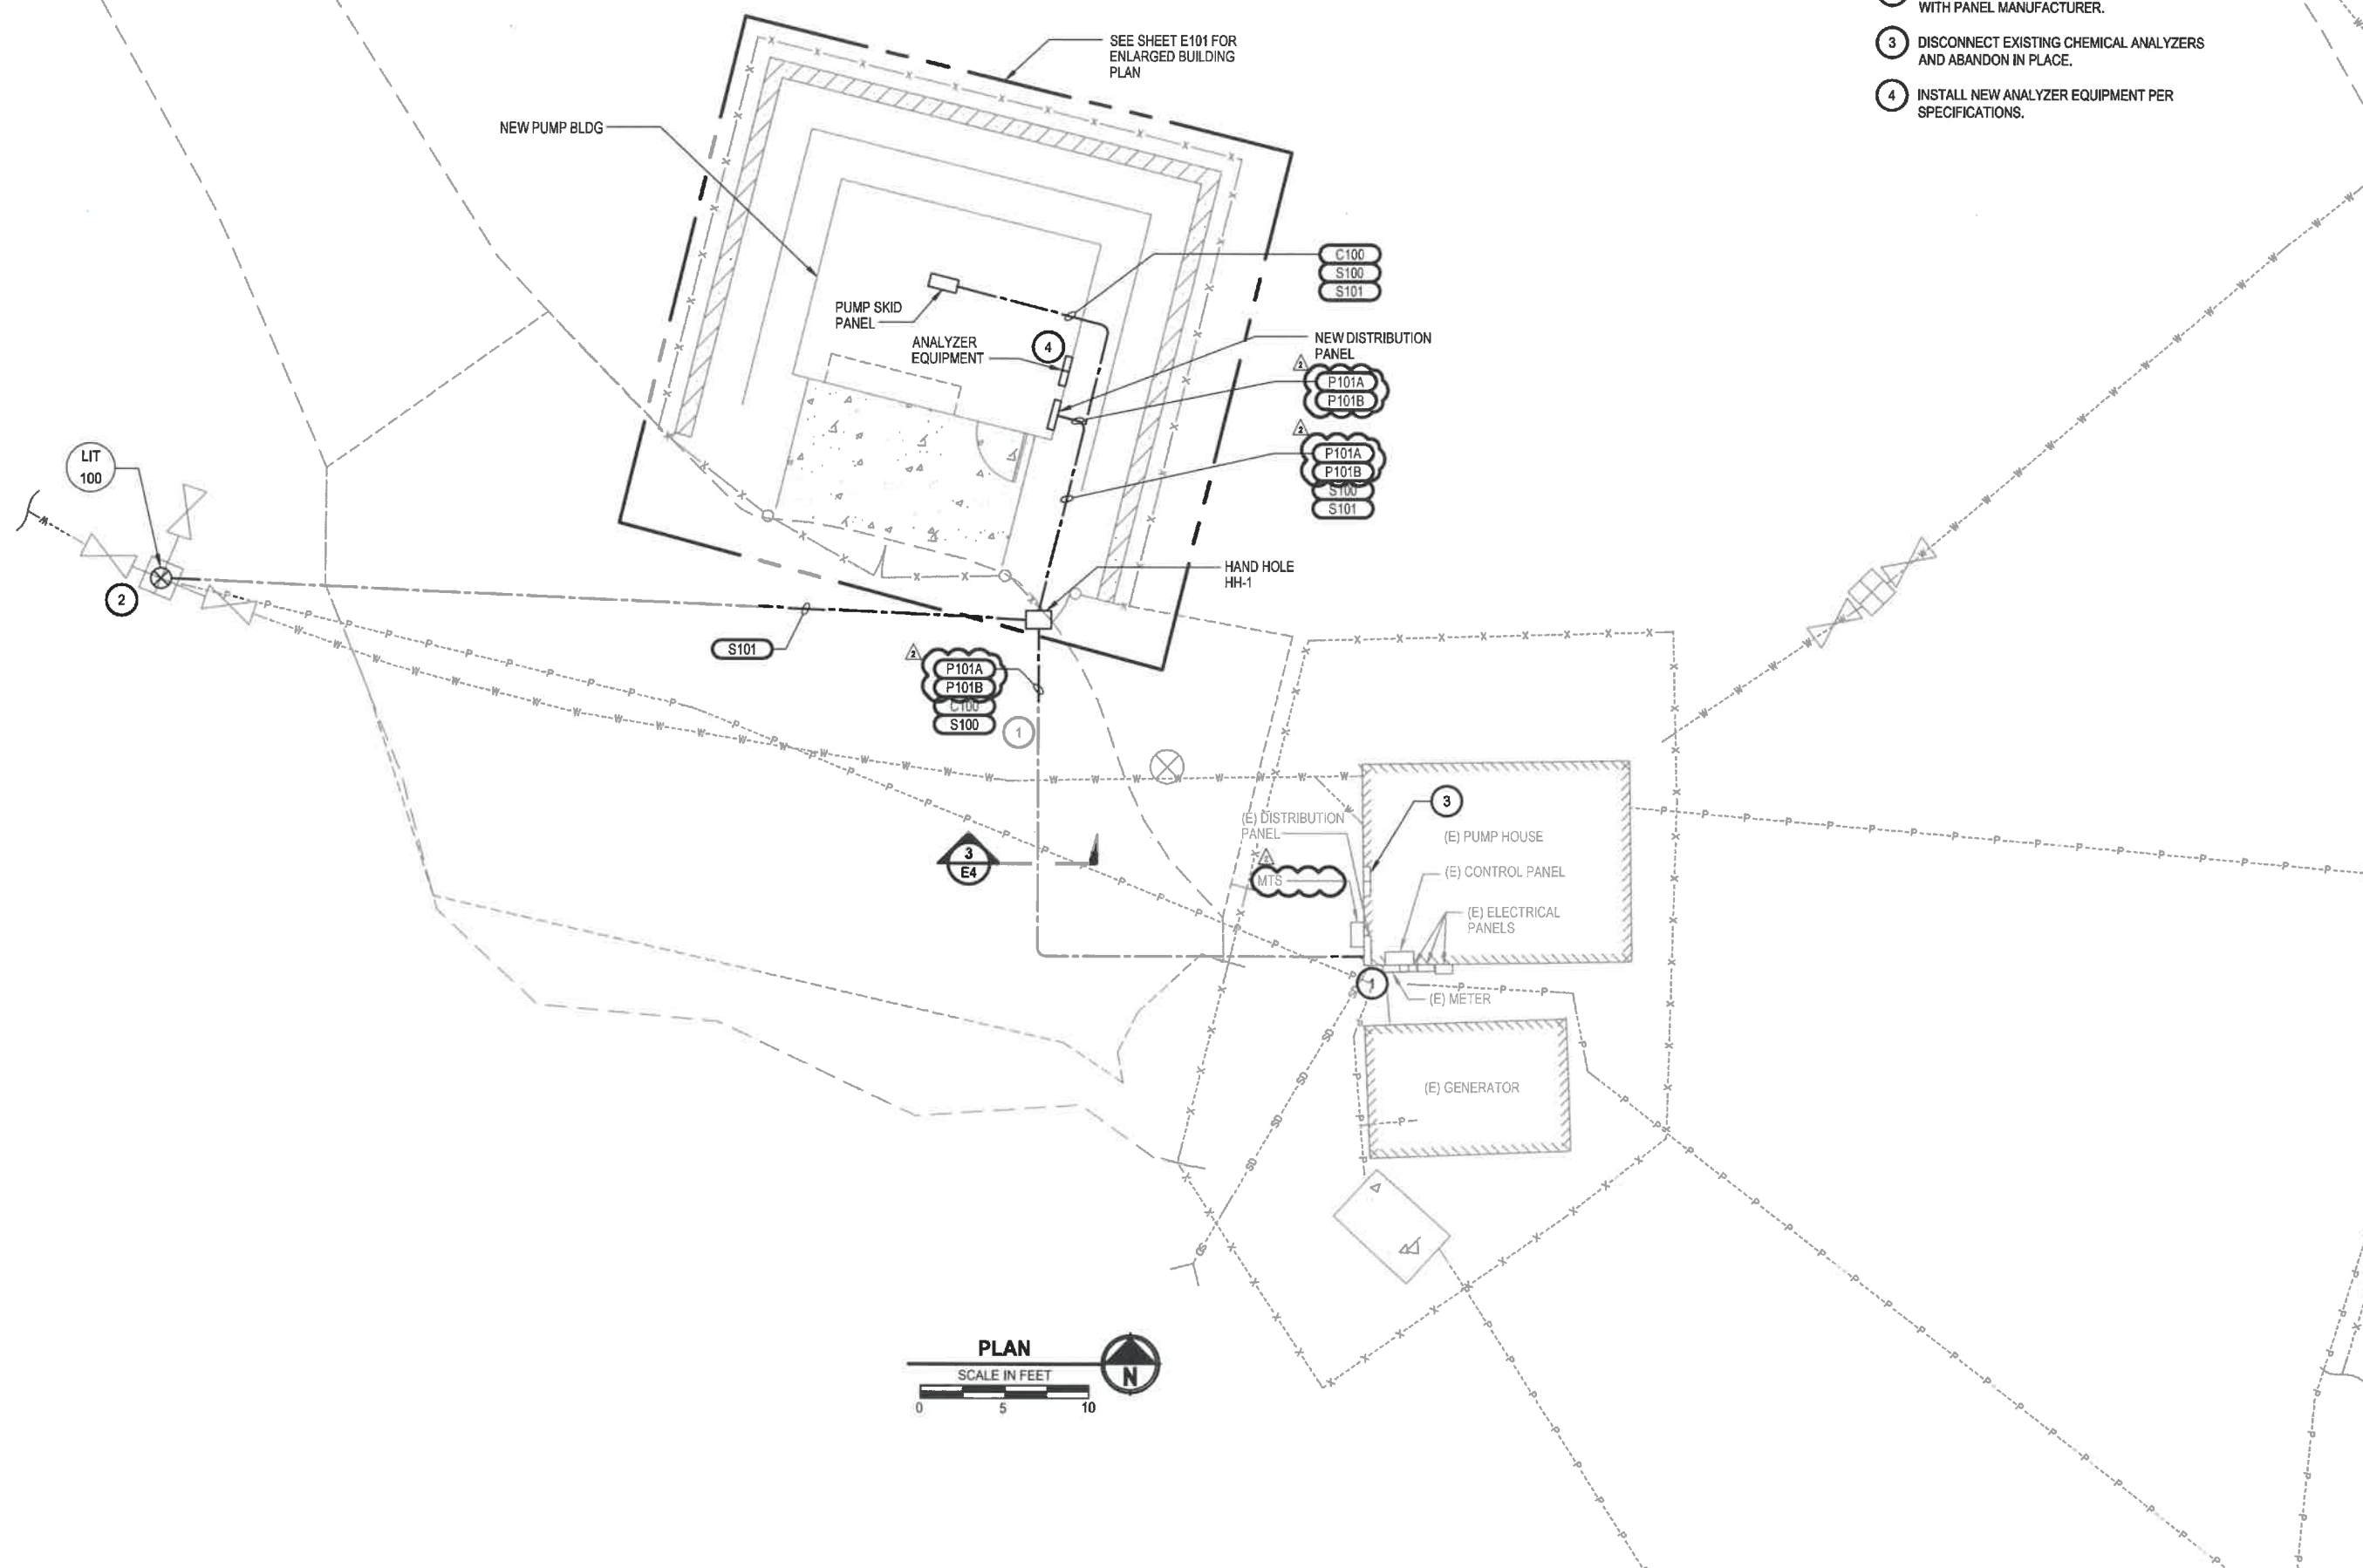 WITH PANEL MANUFACTURER.
3 DISCONNECT EXISTING CHEMICAL ANALYZERS
AND ABANDON IN PLACE.
4 INSTALL NEW ANALYZER EQUIPMENT PER
SPECIFICATIONS.
SEE SHEET E101 FOR
ENLARGED BUILDING
PLAN
NEW PUMP BLDG
C100
S100
S101
PUMP SKID
PANEL
ANALYZER
EQUIPMENT
4
NEW DISTRIBUTION
PANEL
2
P101A
P101B
2
P101A
P101B
S100
S101
LIT
100
2
HAND HOLE
HH-1
S101
2
P101A
P101B
C100
S100
1
3
E4
(E) DISTRIBUTION
PANEL
3
(E) PUMP HOUSE
MTS
(E) CONTROL PANEL
(E) ELECTRICAL
PANELS
1
(E) METER
(E) GENERATOR
PLAN
SCALE IN FEET
N
0 5 10